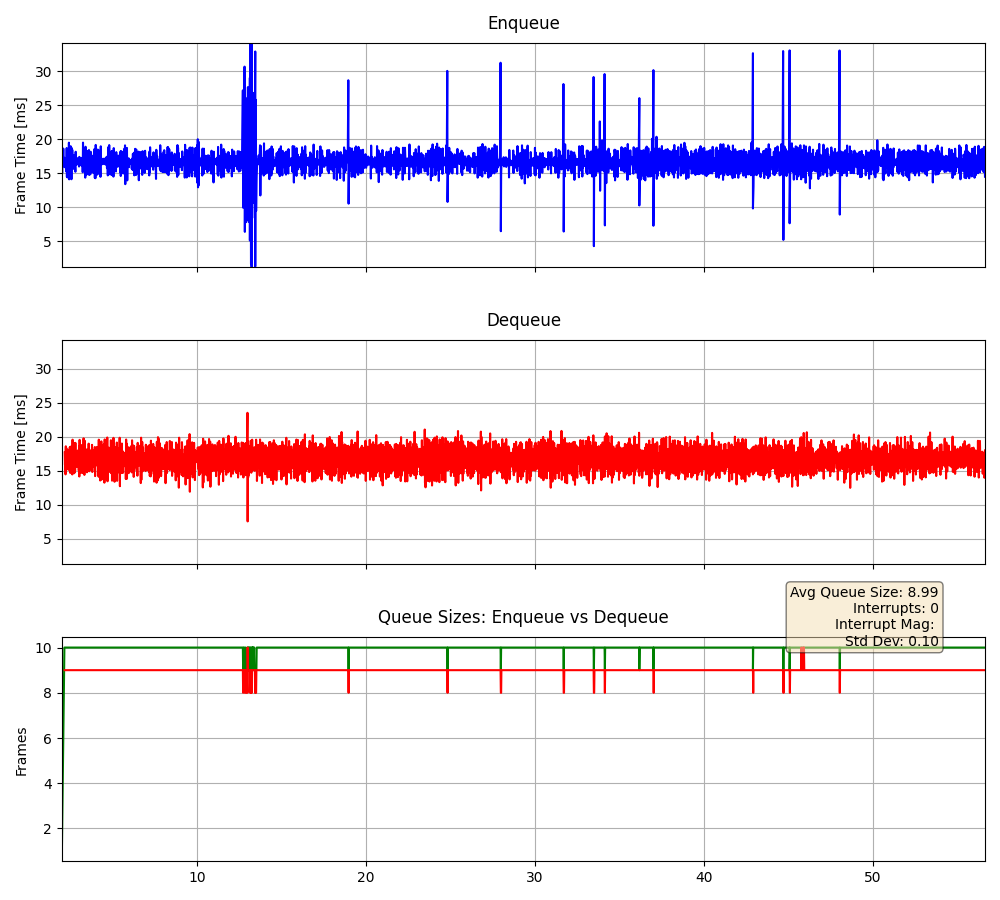 Enqueue
Frame Time [ms]
30
25
20
15
10
5
Dequeue
Frame Time [ms]
30
25
20
15
10
5
Avg Queue Size: 8.99
Interrupts: 0
Interrupt Mag:
Std Dev: 0.10
Queue Sizes: Enqueue vs Dequeue
Frames
10
8
6
4
2
10 20 30 40 50